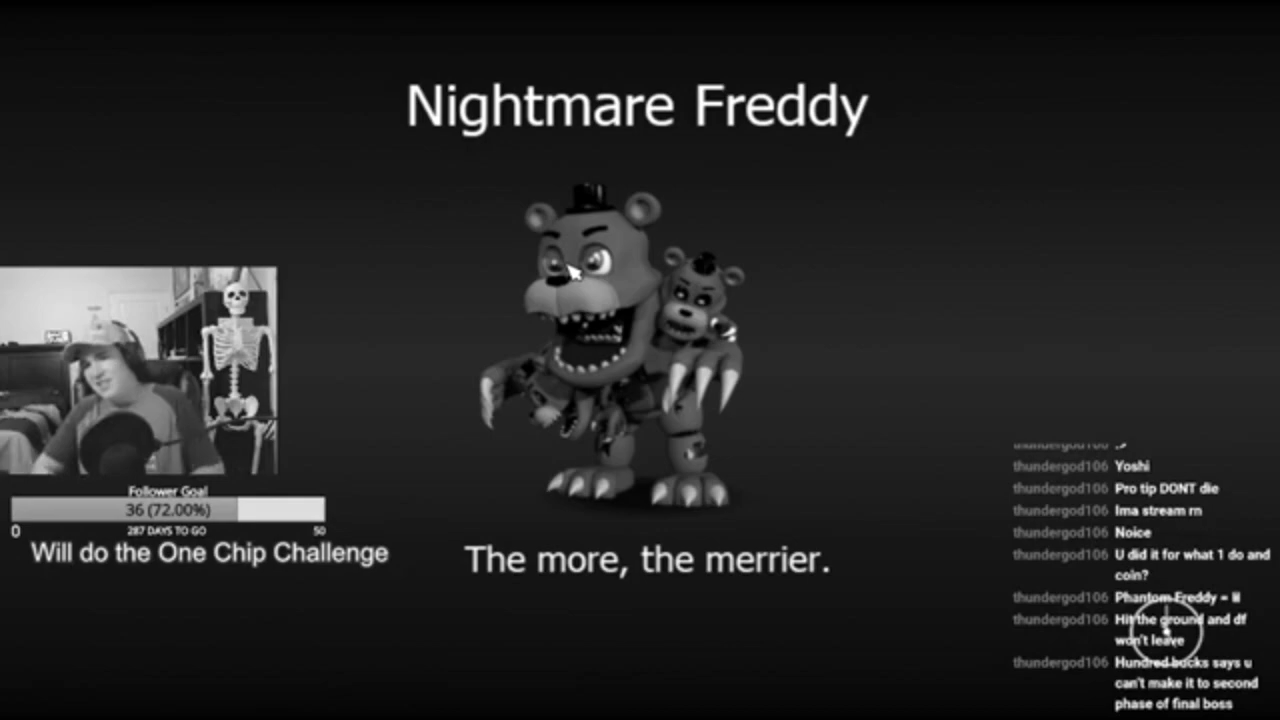 Nightmare Freddy
Follower Goal
36 (72.00%)
0
287 DAYS TO GO
50
Will do the One Chip Challenge
The more, the merrier.
thundergod106
thundergod106 Yoshi
thundergod106 Pro tip DONT die
thundergod106 Ima stream rn
thundergod106 Noice
thundergod106 U did it for what 1 do and
coin?
thundergod106 Phantom Freddy =
thundergod106 Hit the ground and df
won't leave
thundergod106 Hundred bucks says u
can't make it to second
phase of final boss